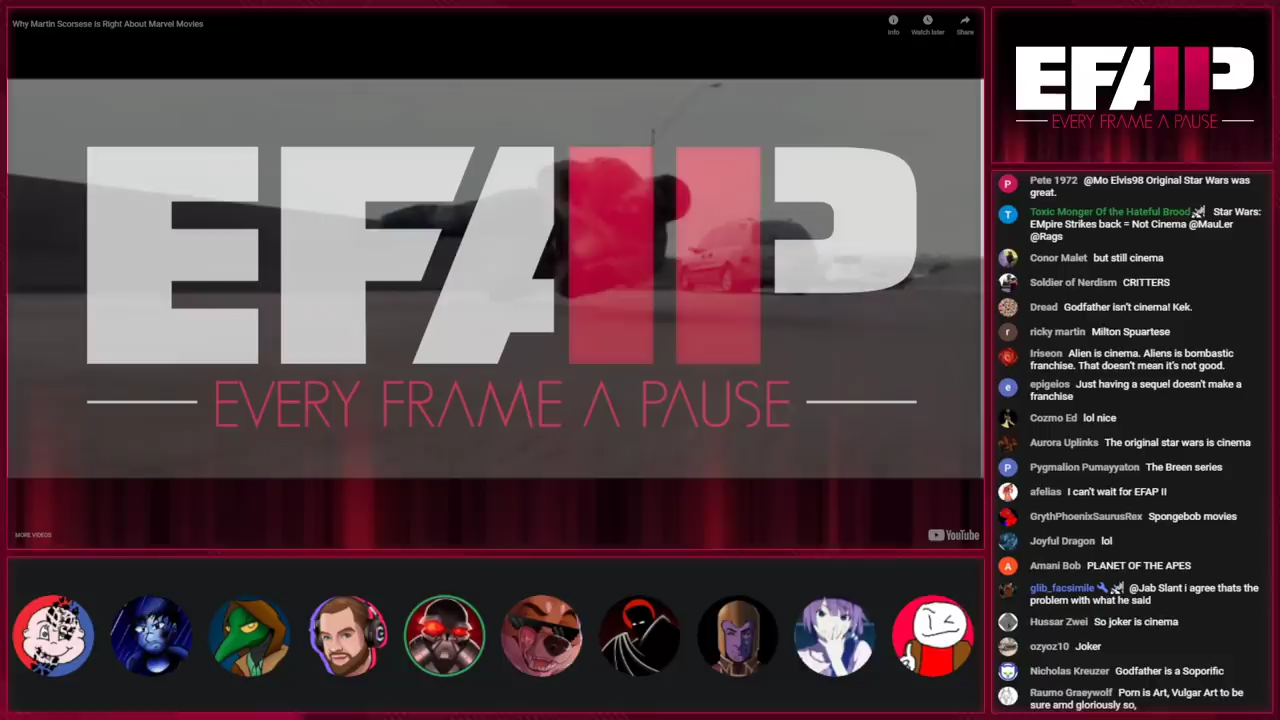 Why Martin Scorsese Is Right About Marvel Movies
Info
Watch later
Share
EFAP
EVERY FRAME A PAUSE
MORE VIDEOS
YouTube
EFAP
EVERY FRAME A PAUSE
P
Pete 1972 @Mo Elvis98 Original Star Wars was
great.
T
Toxic Monger Of the Hateful Brood Star Wars:
EMpire Strikes back = Not Cinema @MauLer
@Rags
Conor Malet but still cinema
Soldier of Nerdism CRITTERS
Dread Godfather isn't cinema! Kek.
r
ricky martin Milton Spuartese
Iriseon Alien is cinema. Aliens is bombastic
franchise. That doesn't mean it's not good.
e
epigelos Just having a sequel doesn't make a
franchise
Cozmo Ed lol nice
Aurora Uplinks The original star wars is cinema
P
Pygmalion Pumayyaton The Breen series
afelias I can't wait for EFAP II
GrythPhoenixSaurusRex Spongebob movies
Joyful Dragon lol
A
Amani Bob PLANET OF THE APES
glib_facsimile @Jab Slant i agree thats the
problem with what he said
Hussar Zwei So joker is cinema
ozyoz10 Joker
Nicholas Kreuzer Godfather is a Soporific
Raumo Graeywolf Porn is Art, Vulgar Art to be
sure amd gloriously so,